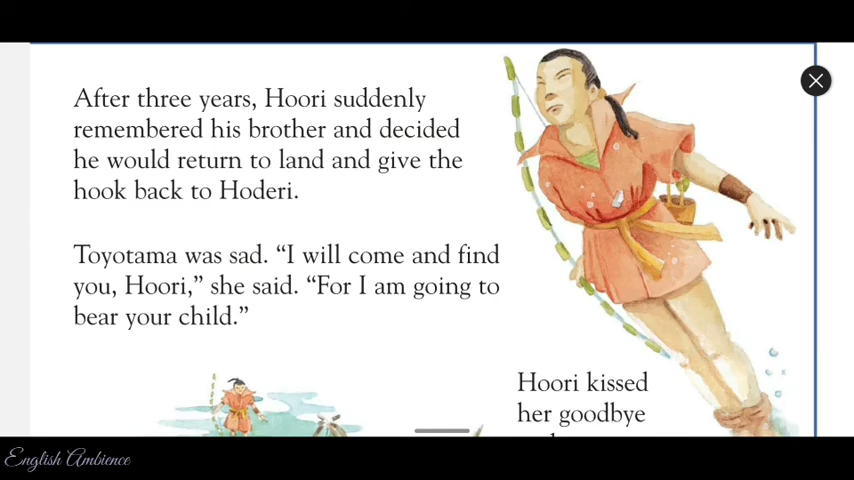 After three years, Hoori suddenly
remembered his brother and decided
he would return to land and give the
hook back to Hoderi.
Toyotama was sad. “I will come and find
you, Hoori,” she said. “For I am going to
bear your child.”
Hoori kissed
her goodbye
English Ambience